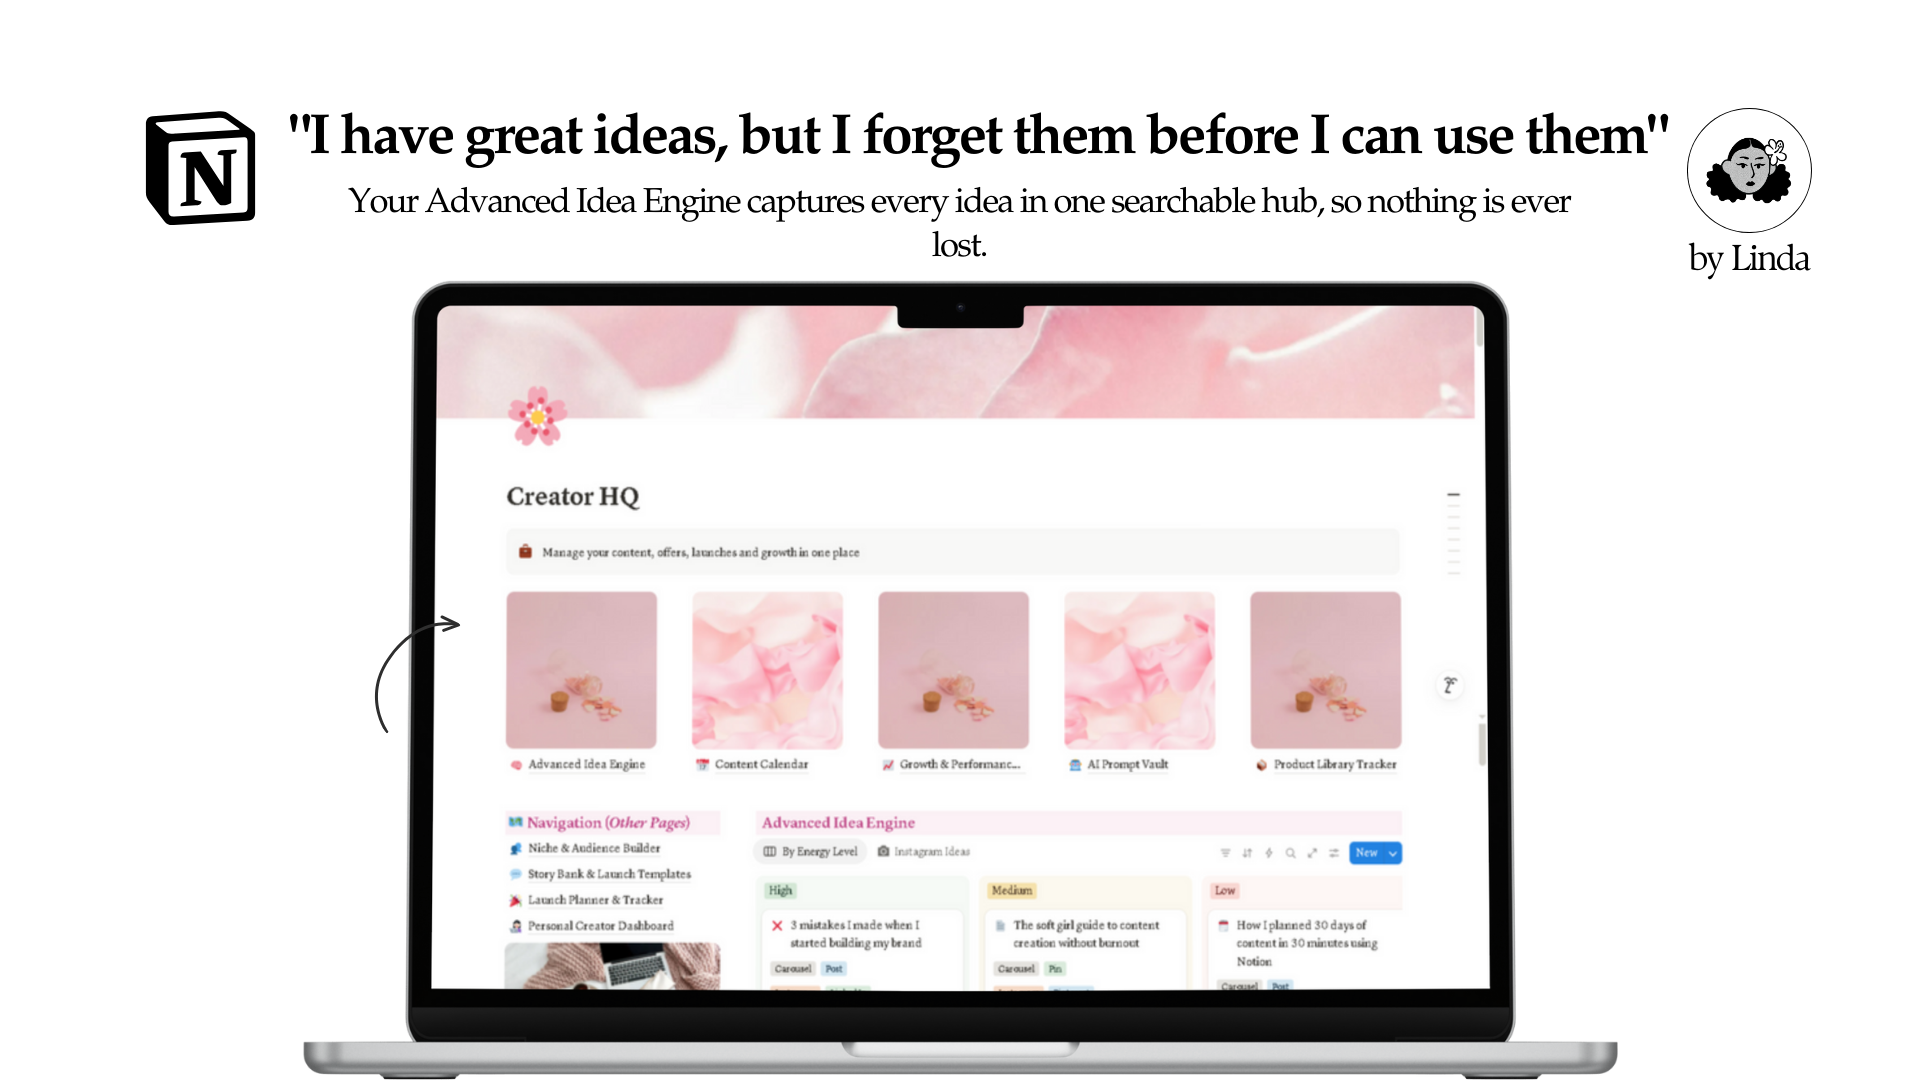 N
"I have great ideas, but I forget them before I can use them"
Your Advanced Idea Engine captures every idea in one searchable hub, so nothing is ever
lost.
by Linda
Creator HQ
Manage your content, offers, launches and growth in one place
Advanced Idea Engine
Content Calendar
Growth & Performanc...
AI Prompt Vault
Product Library Tracker
Navigation (Other Pages)
Niche & Audience Builder
Story Bank & Launch Templates
Launch Planner & Tracker
Personal Creator Dashboard
Advanced Idea Engine
By Energy Level Instagram Ideas New
High
3 mistakes I made when I
started building my brand
Carousel Post
Medium
The soft girl guide to content
creation without burnout
Carousel Pin
Low
How I planned 30 days of
content in 30 minutes using
Notion
Carousel Post